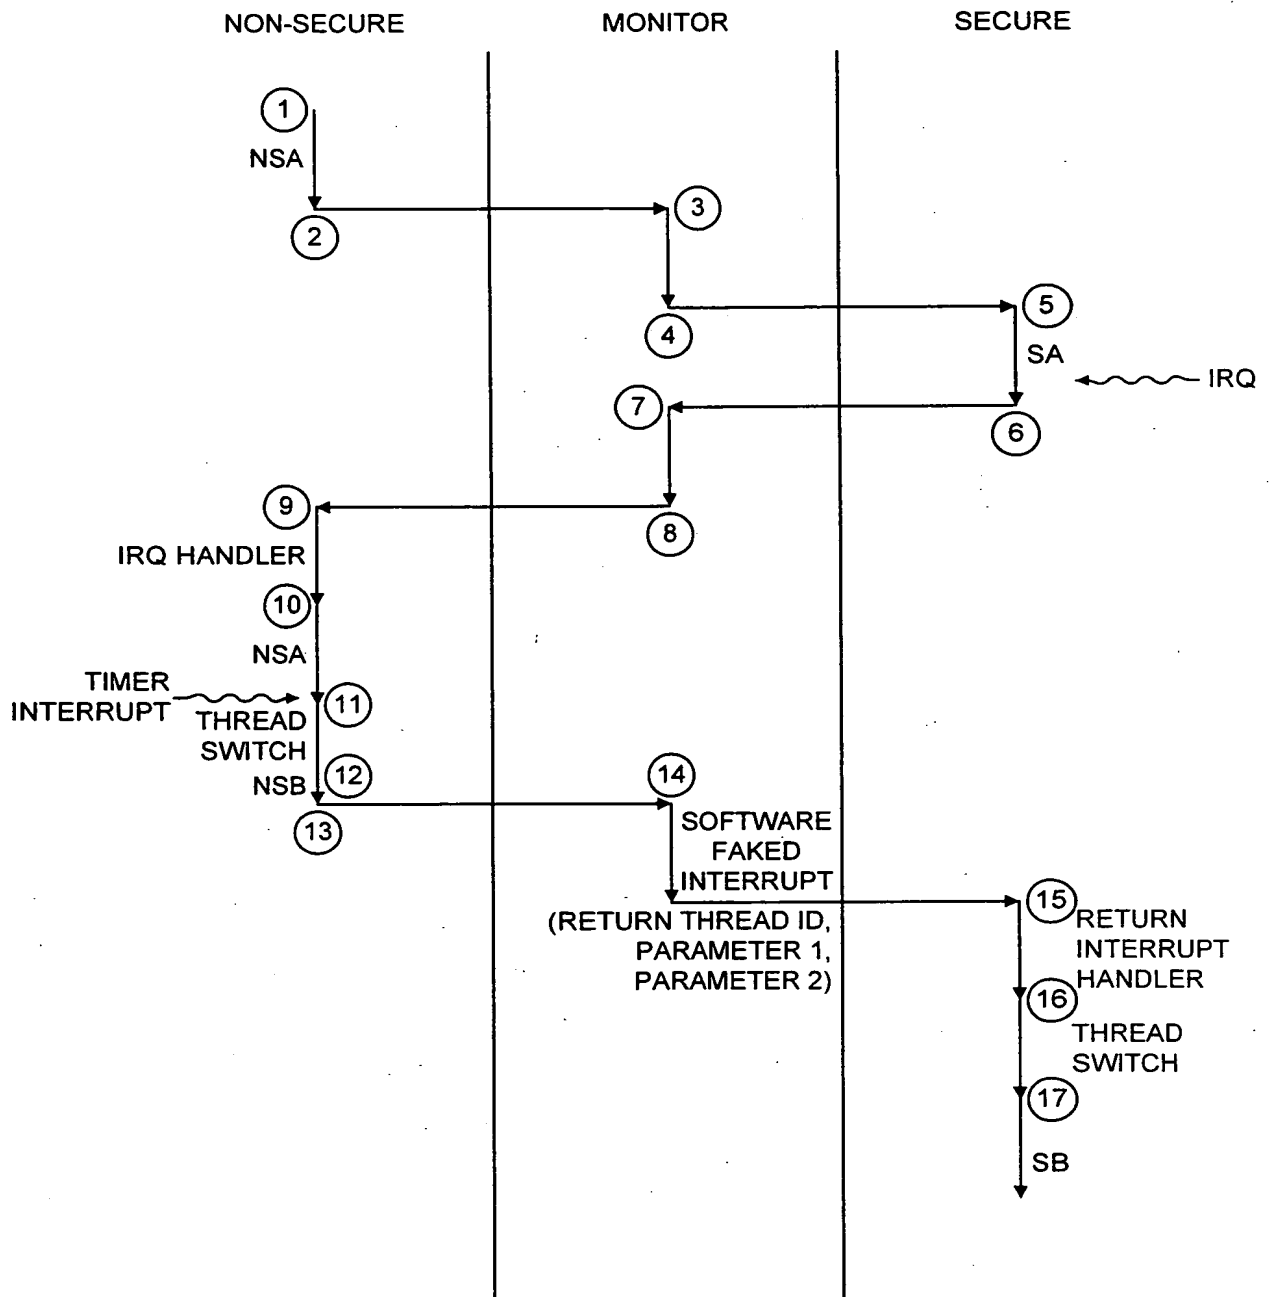 NON-SECURE MONITOR SECURE
1
NSA
2
3
4
5
SA
IRQ
6
7
8
9
IRQ HANDLER
10
NSA
TIMER
INTERRUPT
11
THREAD
SWITCH
12
NSB
13
14
SOFTWARE
FAKED
INTERRUPT
(RETURN THREAD ID,
PARAMETER 1,
PARAMETER 2)
15
RETURN
INTERRUPT
HANDLER
16
THREAD
SWITCH
17
SB